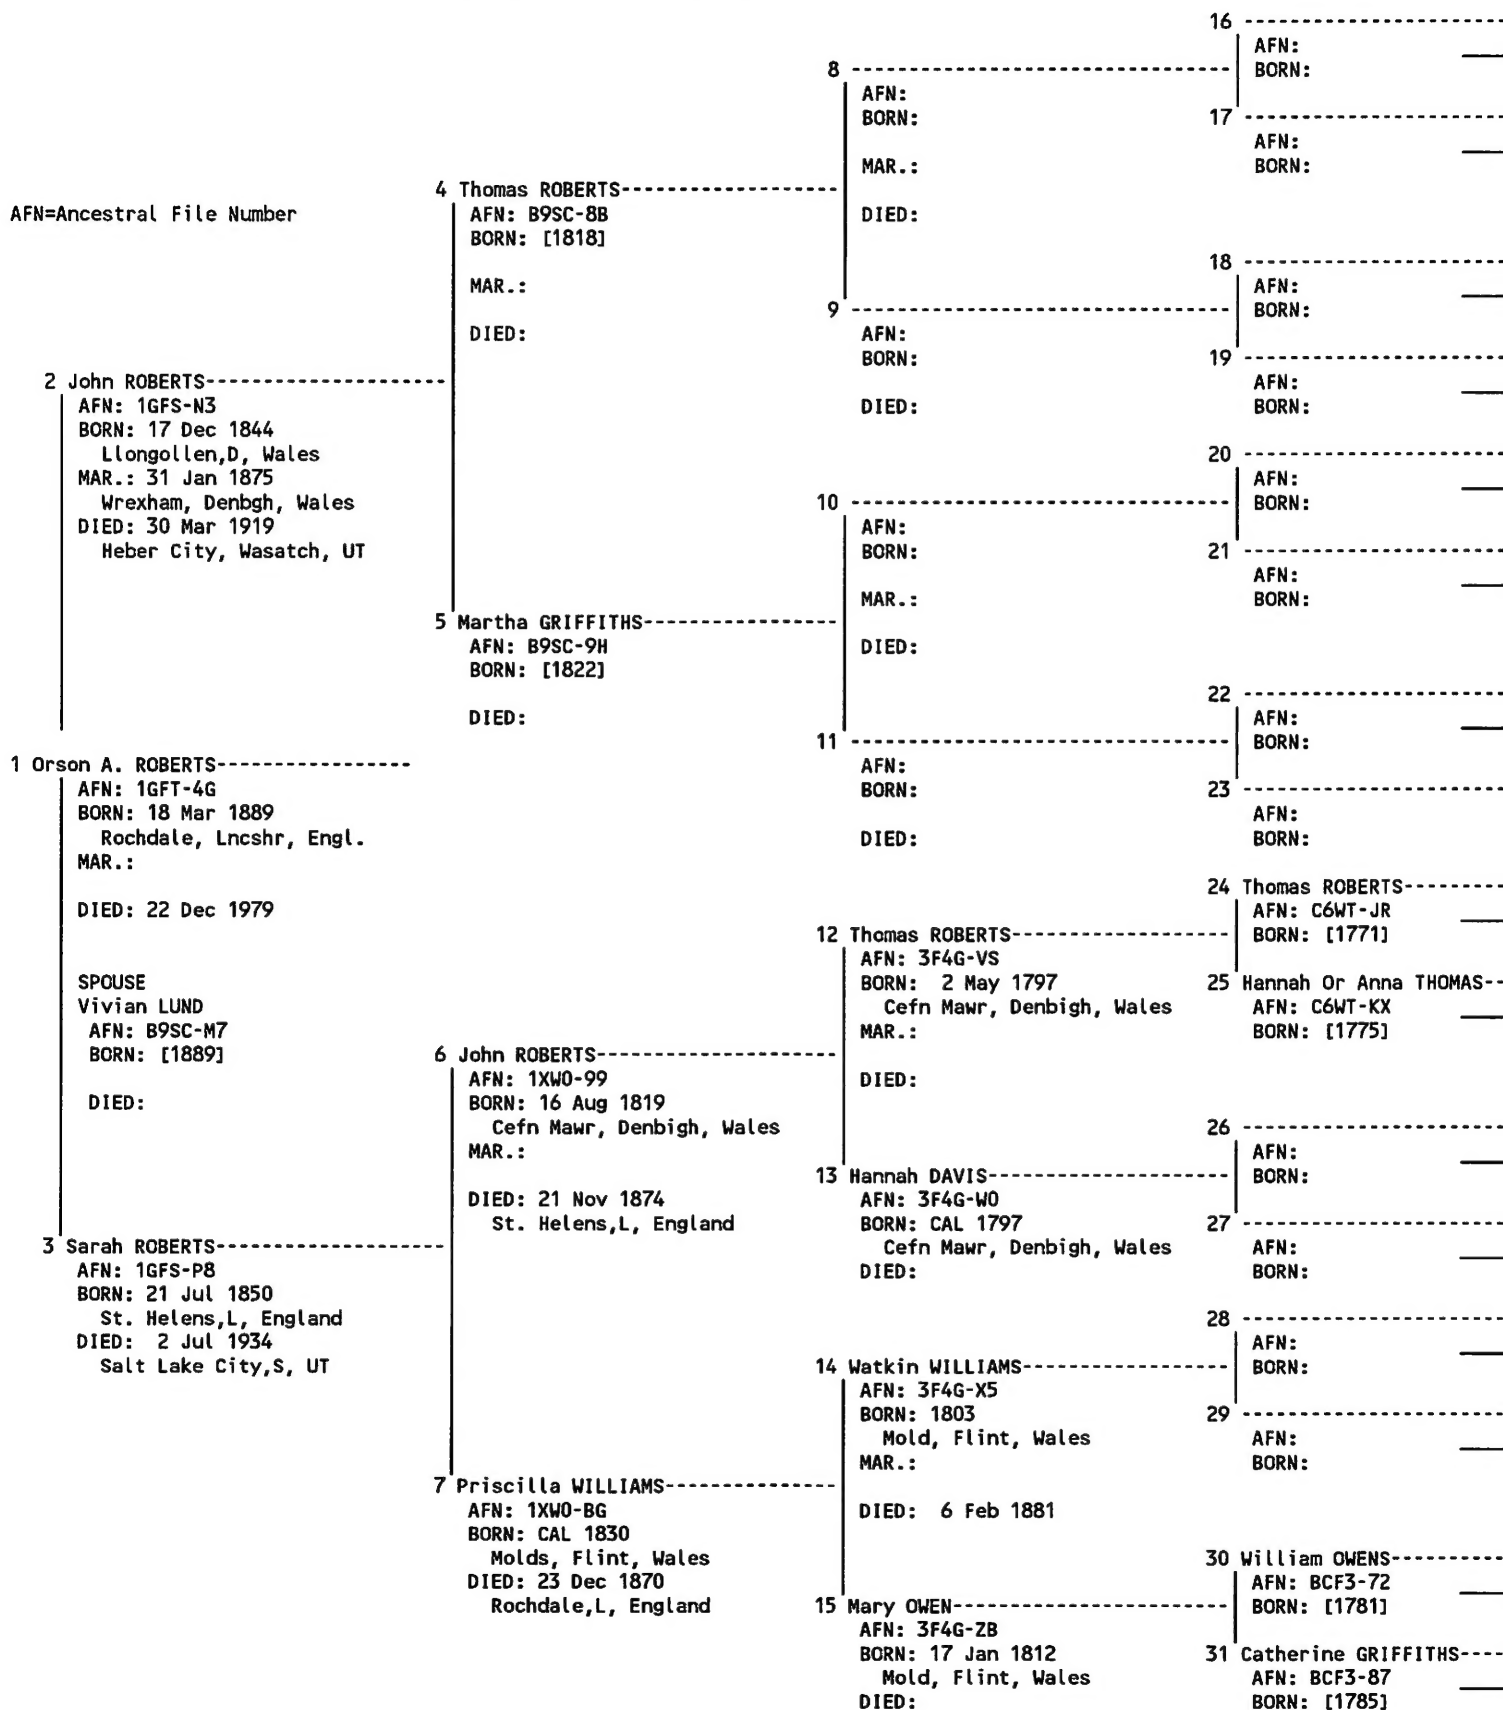 AFN=Ancestral File Number
1 Orson A. ROBERTS
AFN: 1GFT-4G
BORN: 18 Mar 1889
Rochdale, Lncshr, Engl.
MAR.:
DIED: 22 Dec 1979
SPOUSE
Vivian LUND
AFN: B9SC-M7
BORN: [1889]
DIED:
2 John ROBERTS
AFN: 1GFS-N3
BORN: 17 Dec 1844
Llongollen,D, Wales
MAR.: 31 Jan 1875
Wrexham, Denbgh, Wales
DIED: 30 Mar 1919
Heber City, Wasatch, UT
3 Sarah ROBERTS
AFN: 1GFS-P8
BORN: 21 Jul 1850
St. Helens,L, England
DIED: 2 Jul 1934
Salt Lake City,S, UT
4 Thomas ROBERTS
AFN: B9SC-8B
BORN: [1818]
MAR.:
DIED:
5 Martha GRIFFITHS
AFN: B9SC-9H
BORN: [1822]
DIED:
6 John ROBERTS
AFN: 1XW0-99
BORN: 16 Aug 1819
Cefn Mawr, Denbigh, Wales
MAR.:
DIED: 21 Nov 1874
St. Helens,L, England
7 Priscilla WILLIAMS
AFN: 1XW0-BG
BORN: CAL 1830
Molds, Flint, Wales
DIED: 23 Dec 1870
Rochdale,L, England
8
AFN:
BORN:
MAR.:
DIED:
9
AFN:
BORN:
DIED:
10
AFN:
BORN:
MAR.:
DIED:
11
AFN:
BORN:
DIED:
12 Thomas ROBERTS
AFN: 3F4G-VS
BORN: 2 May 1797
Cefn Mawr, Denbigh, Wales
MAR.:
DIED:
13 Hannah DAVIS
AFN: 3F4G-W0
BORN: CAL 1797
Cefn Mawr, Denbigh, Wales
DIED:
14 Watkin WILLIAMS
AFN: 3F4G-X5
BORN: 1803
Mold, Flint, Wales
MAR.:
DIED: 6 Feb 1881
15 Mary OWEN
AFN: 3F4G-ZB
BORN: 17 Jan 1812
Mold, Flint, Wales
DIED:
16
AFN:
BORN:
17
AFN:
BORN:
18
AFN:
BORN:
19
AFN:
BORN:
20
AFN:
BORN:
21
AFN:
BORN:
22
AFN:
BORN:
23
AFN:
BORN:
24 Thomas ROBERTS
AFN: C6WT-JR
BORN: [1771]
25 Hannah Or Anna THOMAS
AFN: C6WT-KX
BORN: [1775]
26
AFN:
BORN:
27
AFN:
BORN:
28
AFN:
BORN:
29
AFN:
BORN:
30 William OWENS
AFN: BCF3-72
BORN: [1781]
31 Catherine GRIFFITHS
AFN: BCF3-87
BORN: [1785]